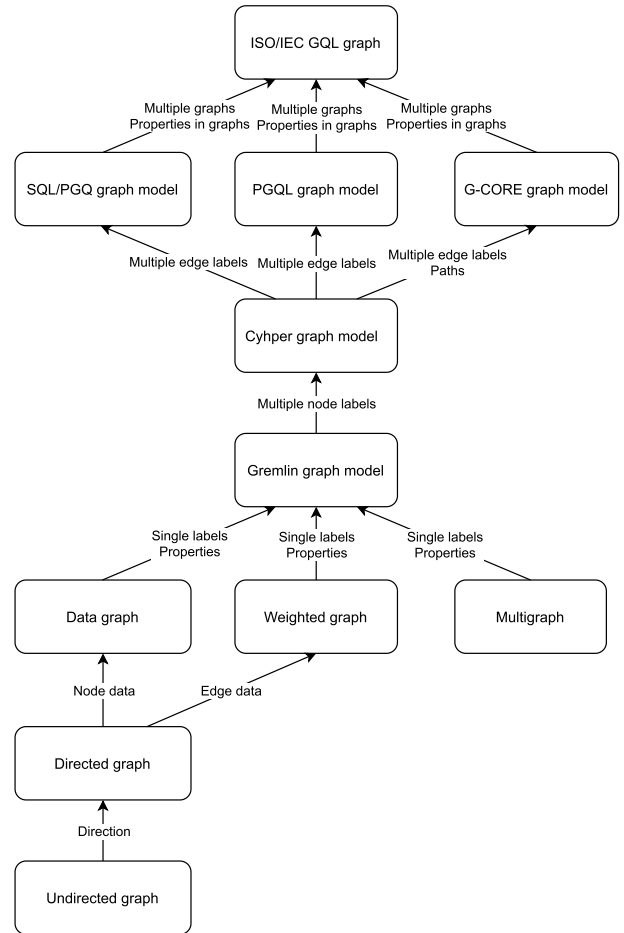 ISO/IEC GQL graph
Multiple graphs
Properties in graphs
Multiple graphs
Properties in graphs
Multiple graphs
Properties in graphs
SQL/PGQ graph model
PGQL graph model
G-CORE graph model
Multiple edge labels
Multiple edge labels
Multiple edge labels
Paths
Cyhper graph model
Multiple node labels
Gremlin graph model
Single labels
Properties
Single labels
Properties
Single labels
Properties
Data graph
Weighted graph
Multigraph
Node data
Edge data
Directed graph
Direction
Undirected graph